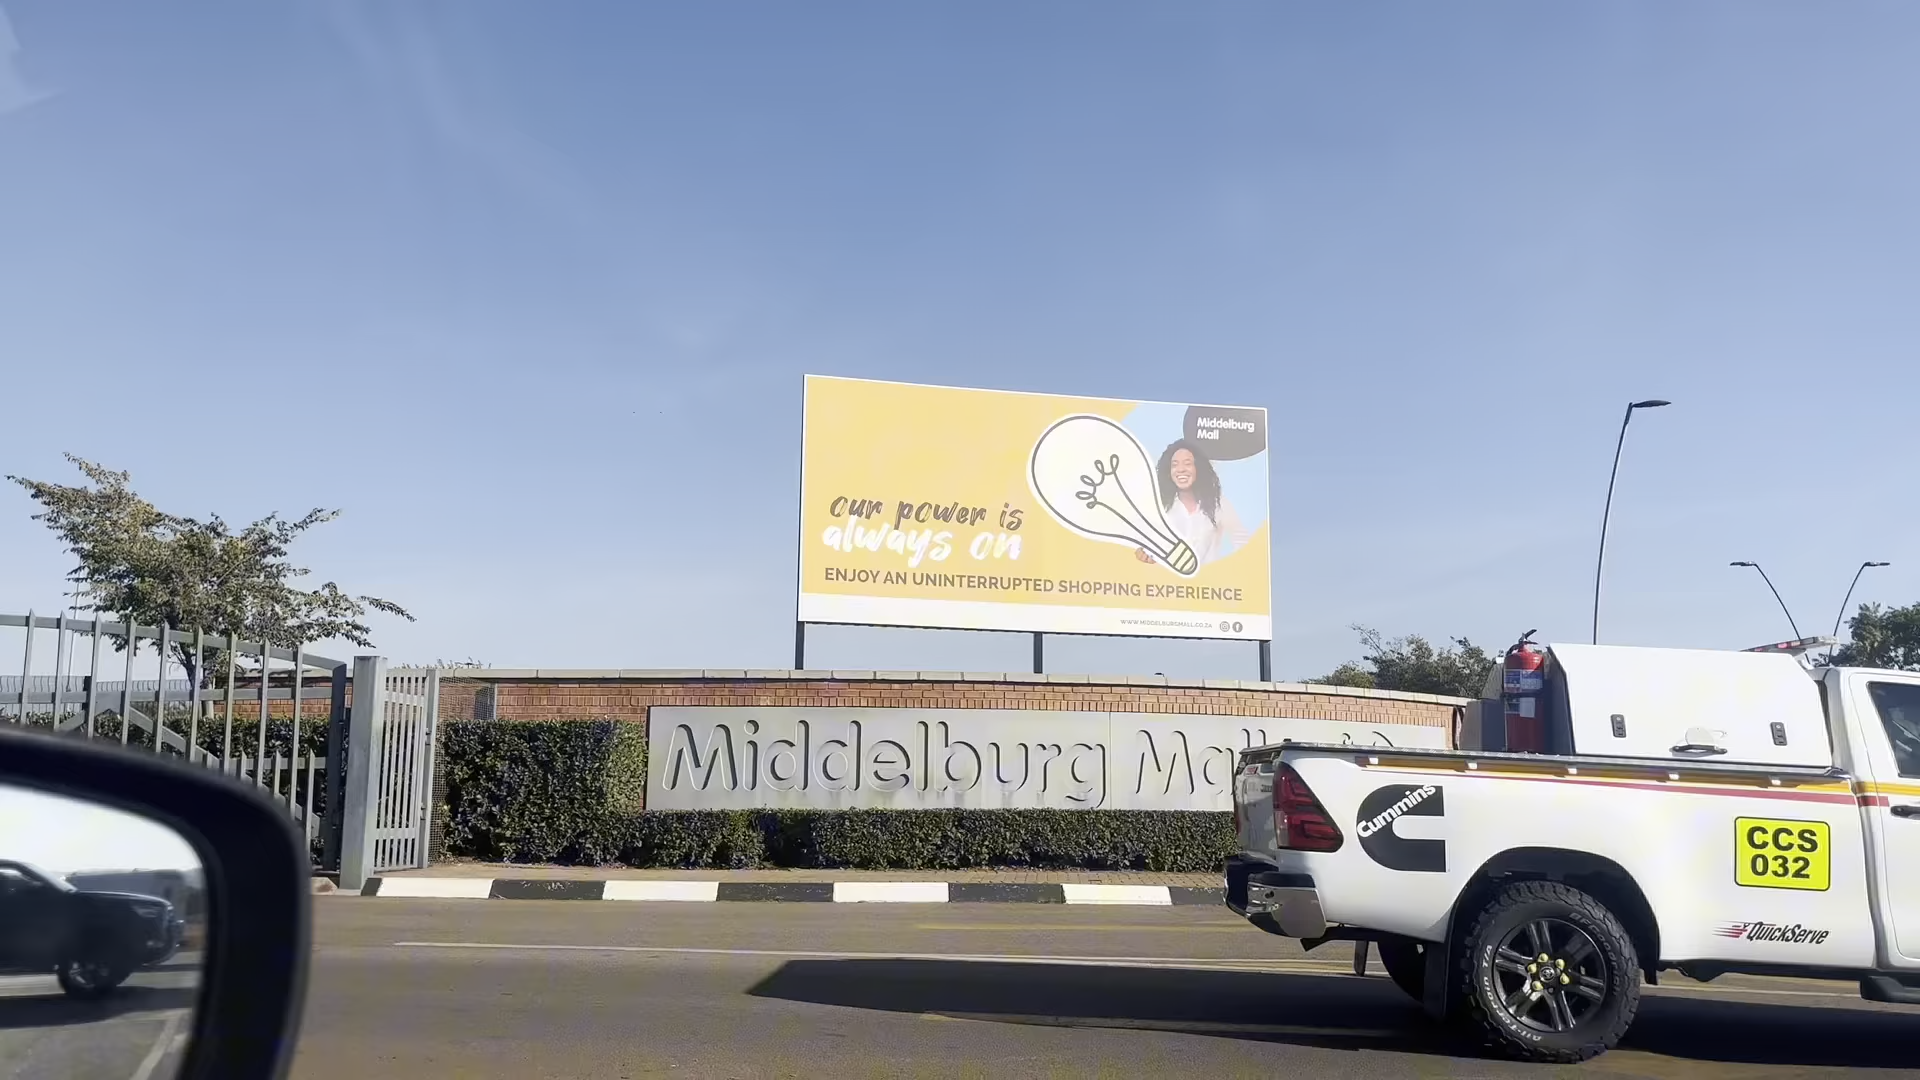 Middelburg
Mall
our power is
always on
ENJOY AN UNINTERRUPTED SHOPPING EXPERIENCE
WWW.MIDDELBURGMALL.CO.ZA
Middelburg Mall
Cummins
CCS
032
QuickServe